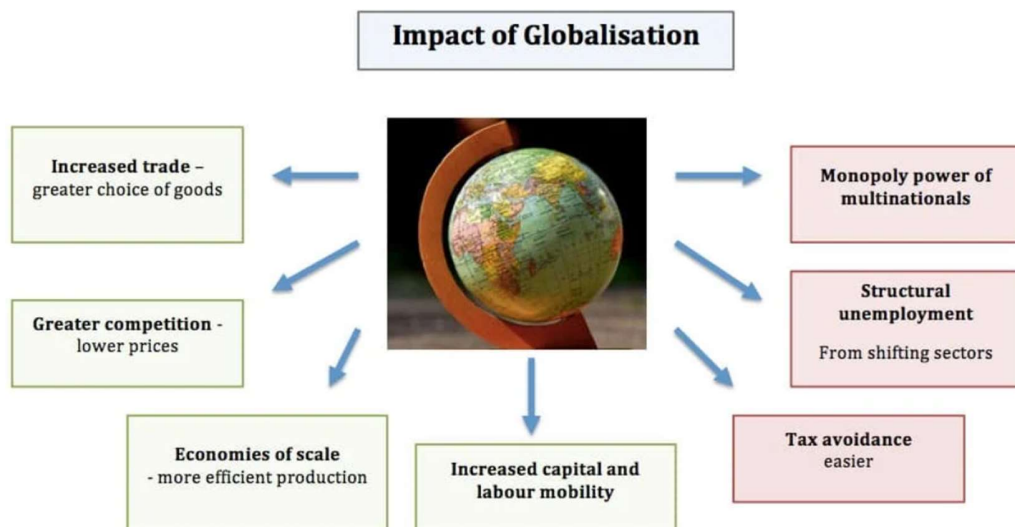 Impact of Globalisation
Increased trade –
greater choice of goods
Greater competition -
lower prices
Economies of scale
- more efficient production
Increased capital and
labour mobility
Monopoly power of
multinationals
Structural
unemployment
From shifting sectors
Tax avoidance
easier